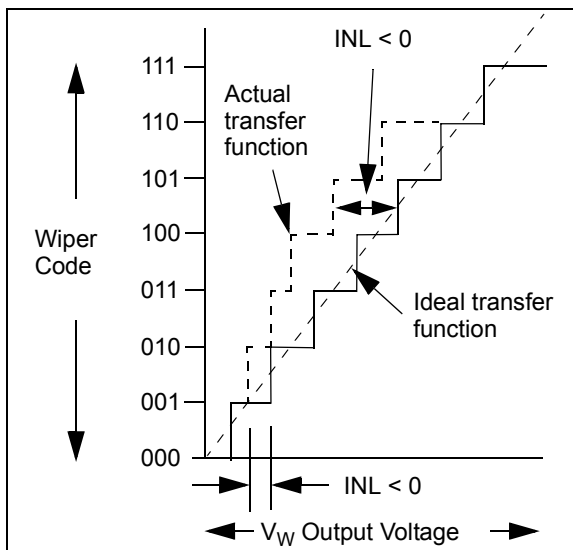 INL < 0
111
Actual
transfer
function
110
101
Wiper
Code
100
011
Ideal transfer
function
010
001
000
INL < 0
VW Output Voltage